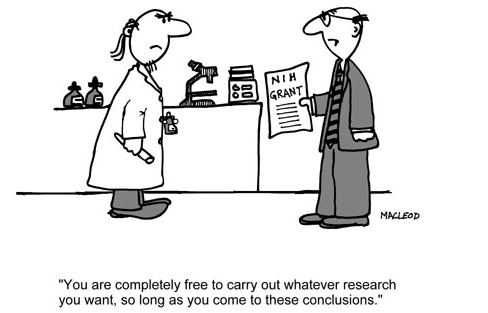 NIH
GRANT
MACLEOD
"You are completely free to carry out whatever research
you want, so long as you come to these conclusions."